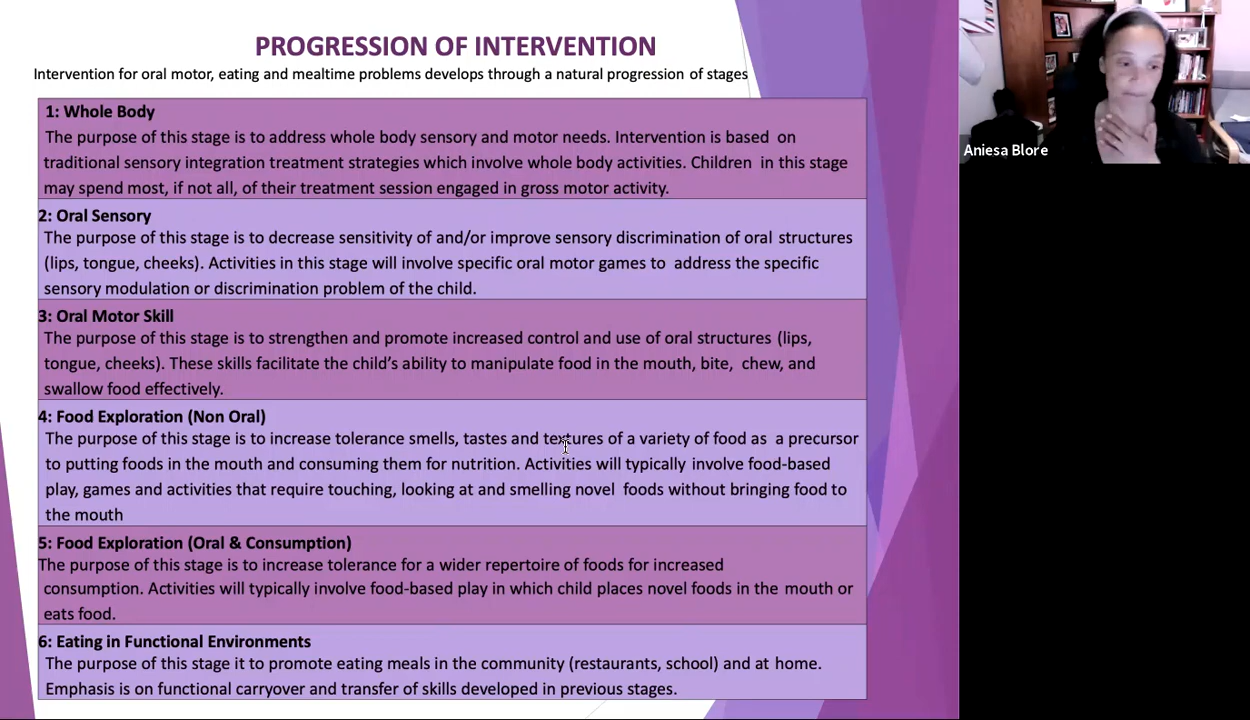 PROGRESSION OF INTERVENTION
Intervention for oral motor, eating and mealtime problems develops through a natural progression of stages
1: Whole Body
The purpose of this stage is to address whole body sensory and motor needs. Intervention is based on
traditional sensory integration treatment strategies which involve whole body activities. Children in this stage
may spend most, if not all, of their treatment session engaged in gross motor activity.
2: Oral Sensory
The purpose of this stage is to decrease sensitivity of and/or improve sensory discrimination of oral structures
(lips, tongue, cheeks). Activities in this stage will involve specific oral motor games to address the specific
sensory modulation or discrimination problem of the child.
3: Oral Motor Skill
The purpose of this stage is to strengthen and promote increased control and use of oral structures (lips,
tongue, cheeks). These skills facilitate the child's ability to manipulate food in the mouth, bite, chew, and
swallow food effectively.
4: Food Exploration (Non Oral)
The purpose of this stage is to increase tolerance smells, tastes and textures of a variety of food as a precursor
to putting foods in the mouth and consuming them for nutrition. Activities will typically involve food-based
play, games and activities that require touching, looking at and smelling novel foods without bringing food to
the mouth
5: Food Exploration (Oral & Consumption)
The purpose of this stage is to increase tolerance for a wider repertoire of foods for increased
consumption. Activities will typically involve food-based play in which child places novel foods in the mouth or
eats food.
6: Eating in Functional Environments
The purpose of this stage it to promote eating meals in the community (restaurants, school) and at home.
Emphasis is on functional carryover and transfer of skills developed in previous stages.
Aniesa Blore